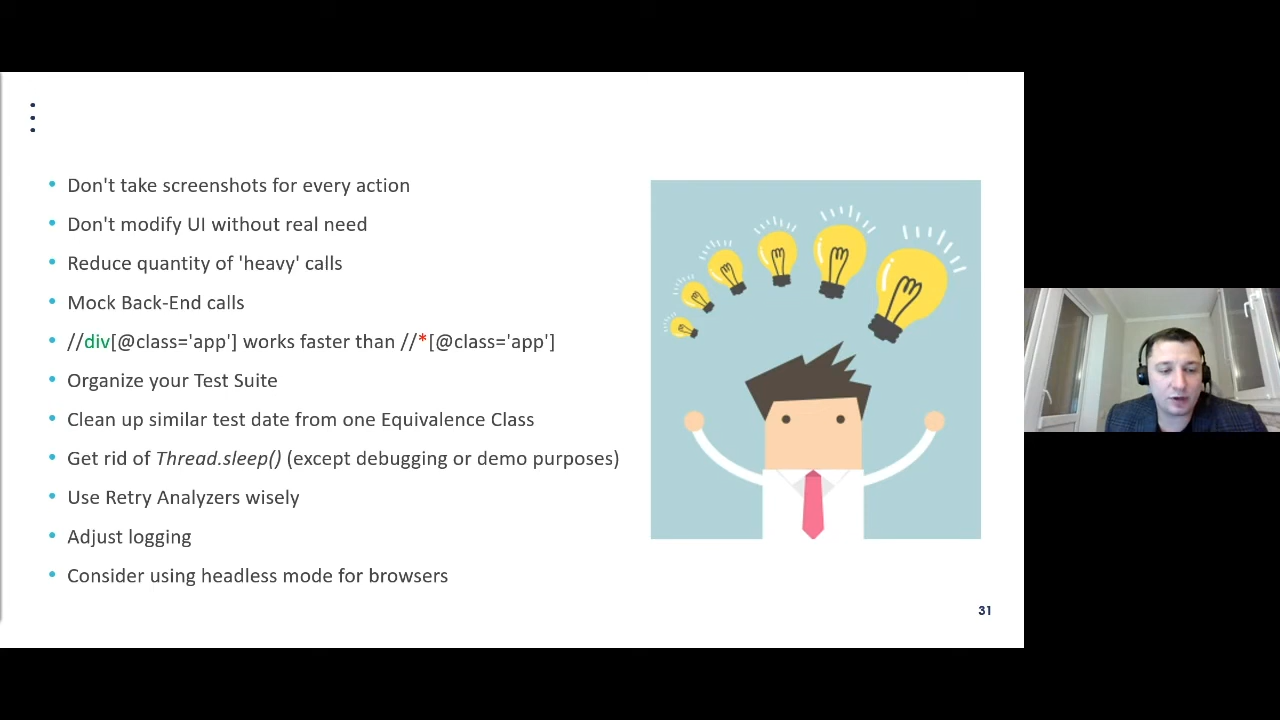 • Don't take screenshots for every action
• Don't modify UI without real need
• Reduce quantity of 'heavy' calls
• Mock Back-End calls
• //div[@class='app'] works faster than //*[@class='app']
• Organize your Test Suite
• Clean up similar test date from one Equivalence Class
• Get rid of Thread.sleep() (except debugging or demo purposes)
• Use Retry Analyzers wisely
• Adjust logging
• Consider using headless mode for browsers
31